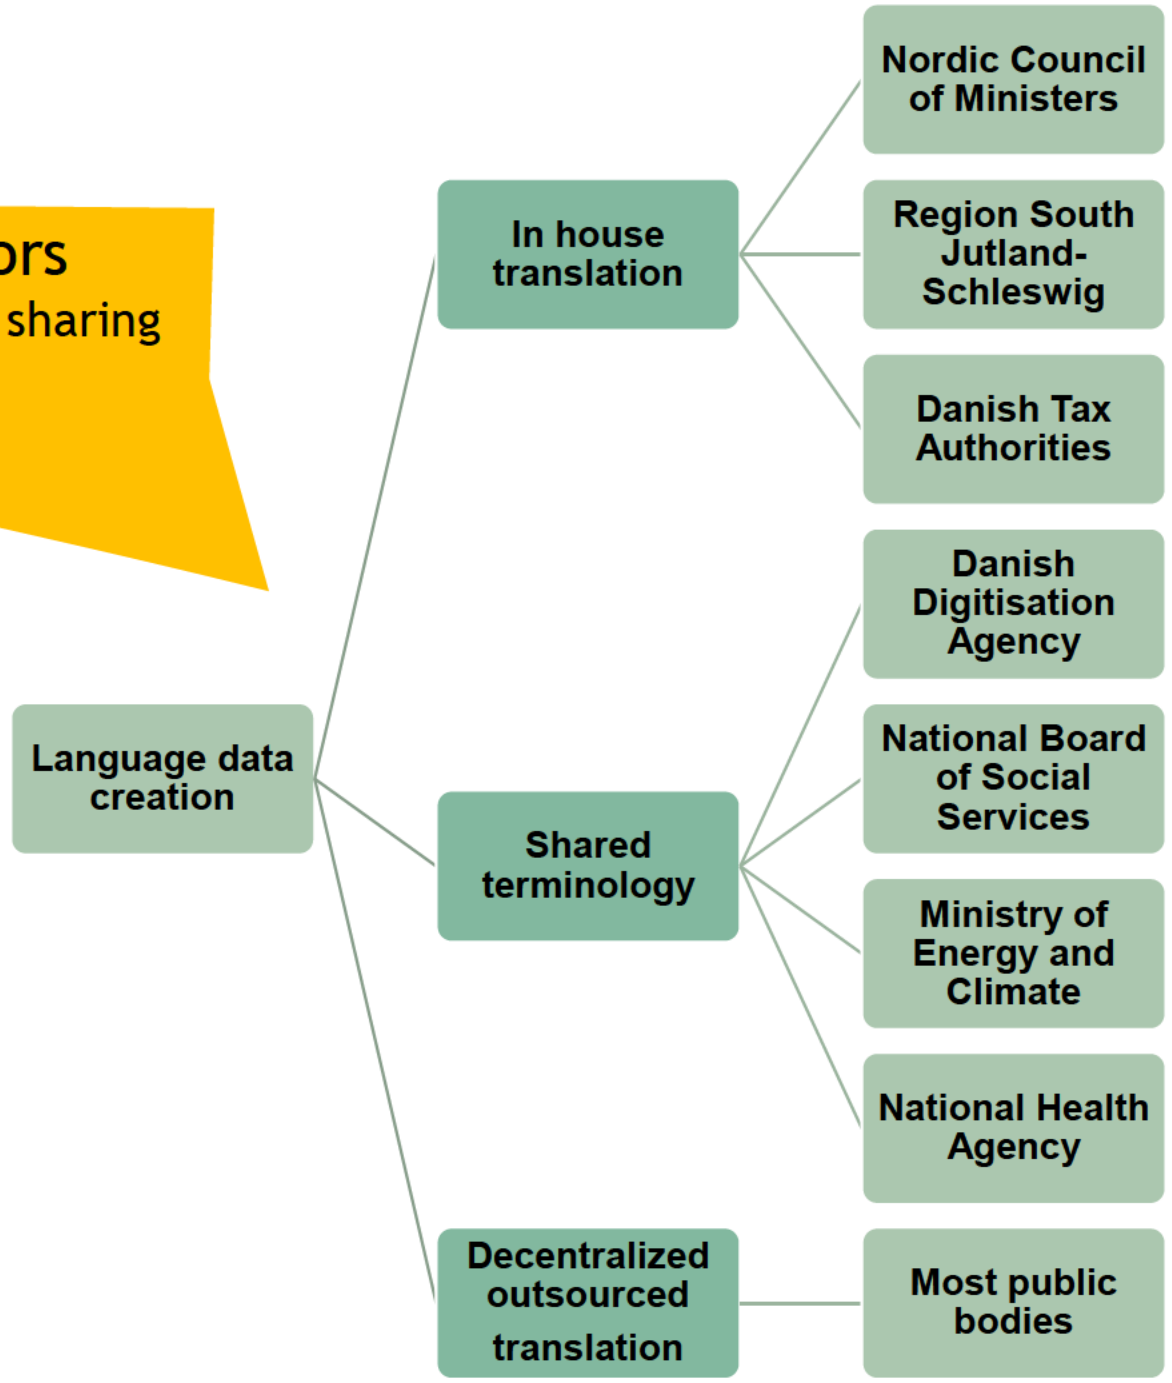 ors
sharing
Language data
creation
In house
translation
Nordic Council
of Ministers
Region South
Jutland-
Schleswig
Danish Tax
Authorities
Shared
terminology
Danish
Digitisation
Agency
National Board
of Social
Services
Ministry of
Energy and
Climate
National Health
Agency
Decentralized
outsourced
translation
Most public
bodies